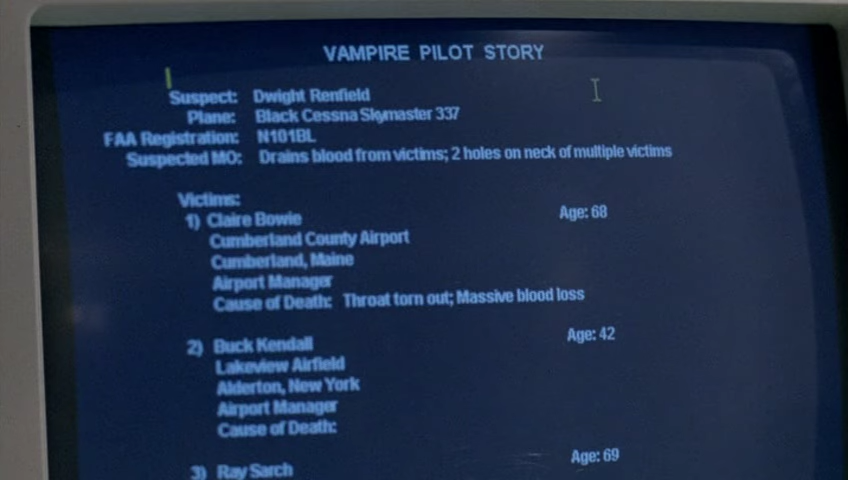 VAMPIRE PILOT STORY
Suspect: Dwight Renfield
Plane: Black Cessna Skymaster 337
FAA Registration: N101BL
Suspected MO: Drains blood from victims; 2 holes on neck of multiple victims
Victims:
1) Claire Bowie Age: 68
Cumberland County Airport
Cumberland, Maine
Airport Manager
Cause of Death: Throat torn out; Massive blood loss
2) Buck Kendall Age: 42
Lakeview Airfield
Alderton, New York
Airport Manager
Cause of Death:
3) Ray Sarch Age: 69